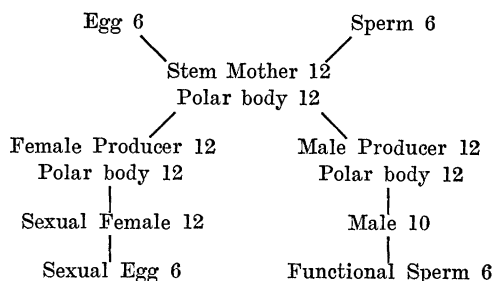 Egg 6 Sperm 6
Stem Mother 12
Polar body 12
Female Producer 12 Male Producer 12
Polar body 12 Polar body 12
Sexual Female 12 Male 10
Sexual Egg 6 Functional Sperm 6